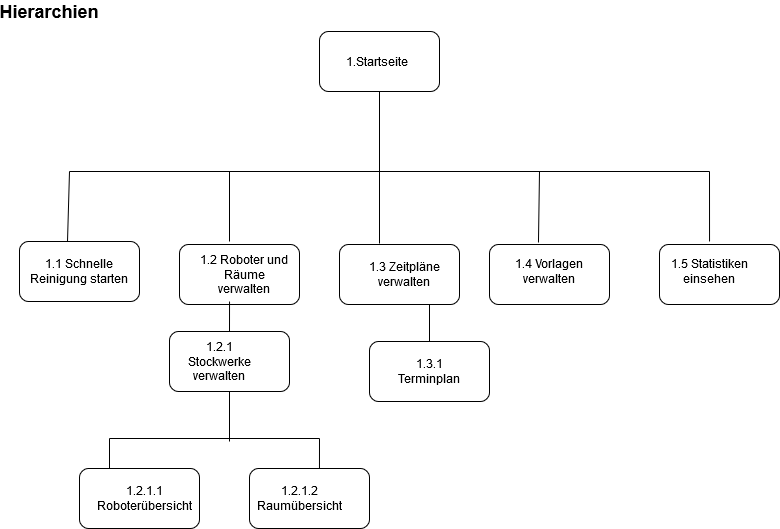 Hierarchien
1.Startseite
1.1 Schnelle
Reinigung starten
1.2 Roboter und
Räume
verwalten
1.3 Zeitpläne
verwalten
1.4 Vorlagen
verwalten
1.5 Statistiken
einsehen
1.2.1
Stockwerke
verwalten
1.3.1
Terminplan
1.2.1.1
Roboterübersicht
1.2.1.2
Raumübersicht